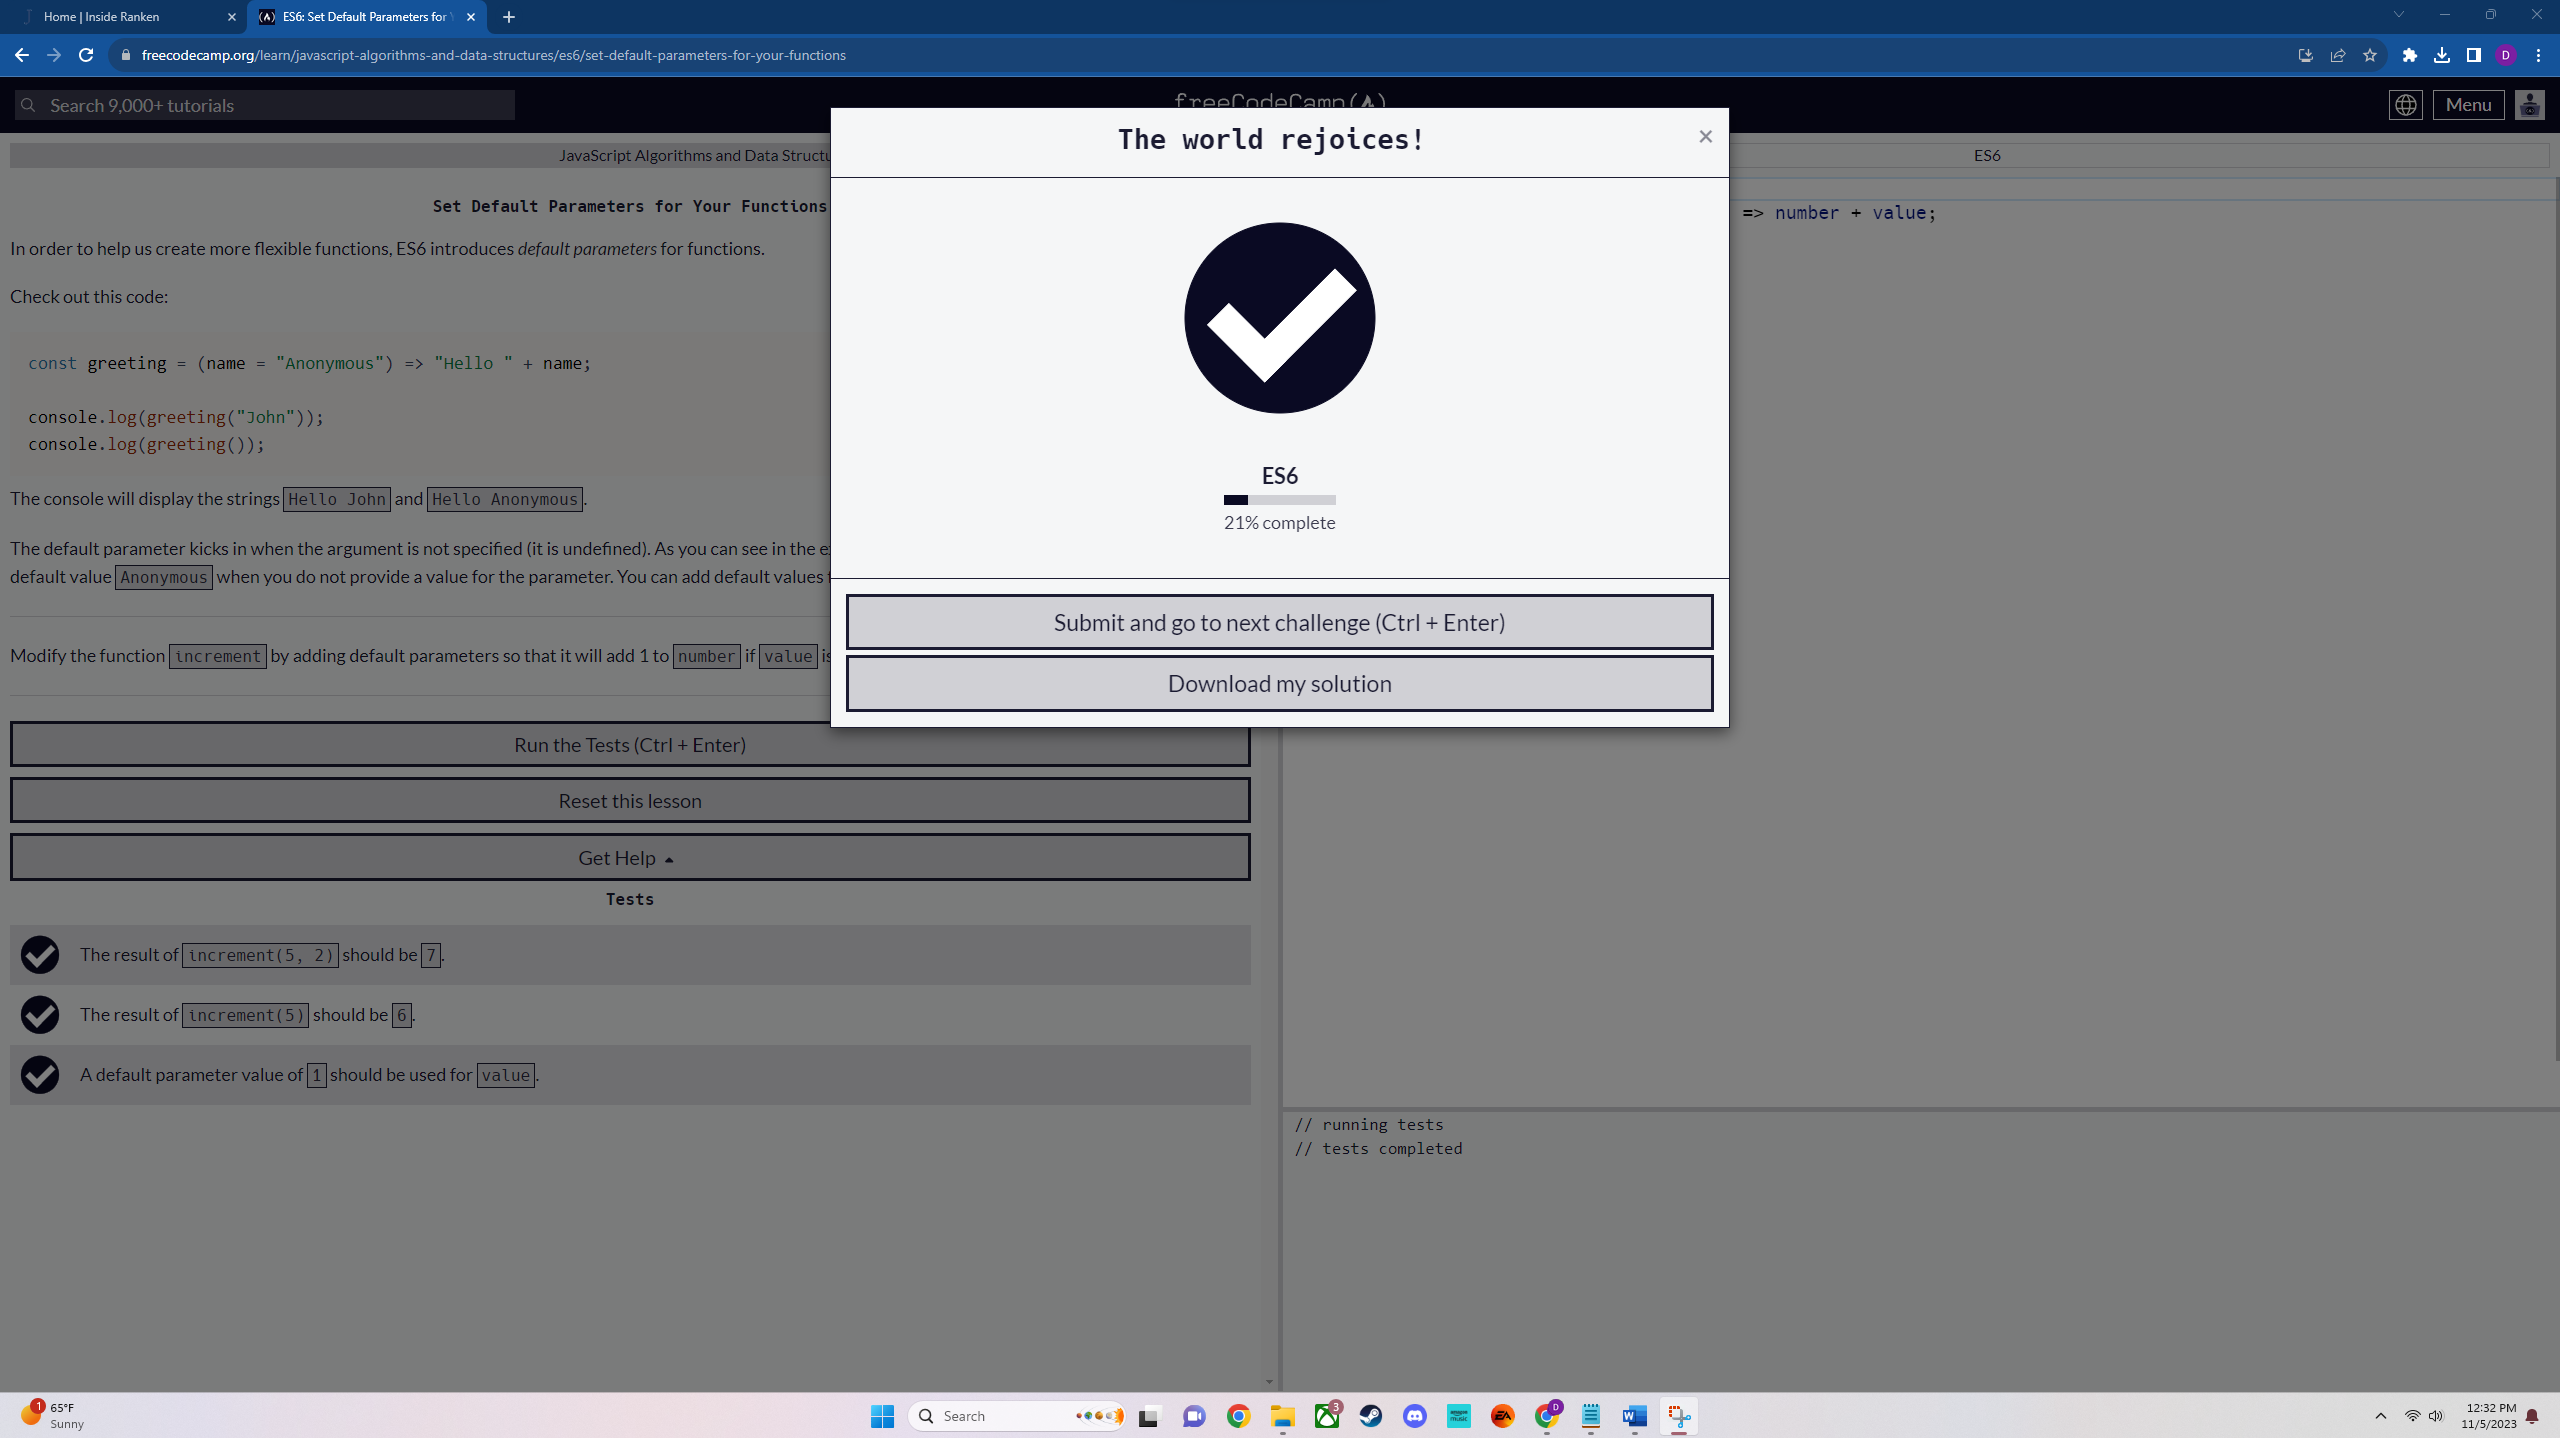 Home | Inside Ranken
ES6: Set Default Parameters for
freecodecamp.org/learn/javascript-algorithms-and-data-structures/es6/set-default-parameters-for-your-functions
D
Search 9,000+ tutorials
freeCodeCamp(
Menu
The world rejoices!
JavaScript Algorithms and Data Structu
ES6
Set Default Parameters for Your Functions
=> number + value;
In order to help us create more flexible functions, ES6 introduces default parameters for functions.
Check out this code:
const greeting = (name = "Anonymous") => "Hello " + name;
console.log(greeting("John"));
console.log(greeting());
ES6
21% complete
The console will display the strings Hello John and Hello Anonymous.
The default parameter kicks in when the argument is not specified (it is undefined). As you can see in the e
default value Anonymous when you do not provide a value for the parameter. You can add default values
Submit and go to next challenge (Ctrl + Enter)
Modify the function increment by adding default parameters so that it will add 1 to number if value is
Download my solution
Run the Tests (Ctrl + Enter)
Reset this lesson
Get Help
Tests
The result of increment(5, 2) should be 7.
The result of increment(5) should be 6.
A default parameter value of 1 should be used for value.
// running tests
// tests completed
1
65°F
Sunny
Search
3
amazon music
EA
D
W
12:32 PM
11/5/2023